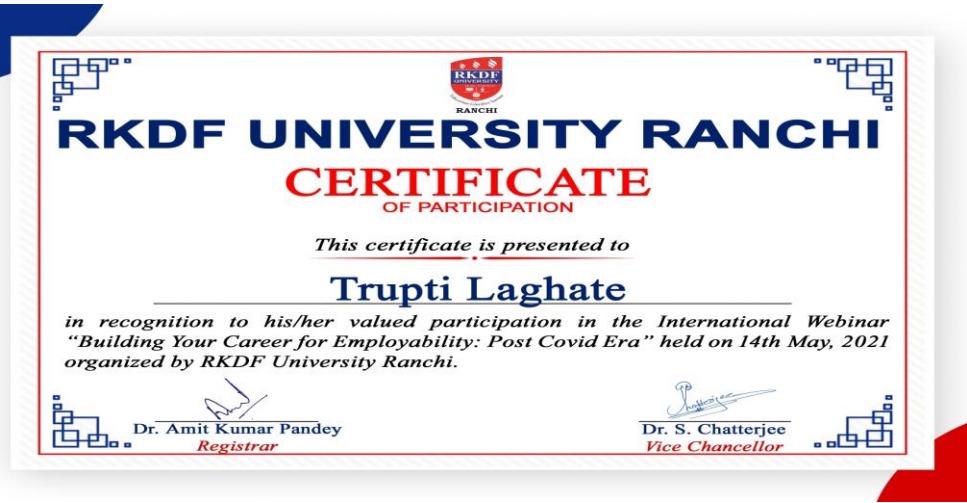 RKDF
UNIVERSITY
RANCHI
RKDF UNIVERSITY RANCHI
CERTIFICATE
OF PARTICIPATION
This certificate is presented to
Trupti Laghate
in recognition to his/her valued participation in the International Webinar
“Building Your Career for Employability: Post Covid Era” held on 14th May, 2021
organized by RKDF University Ranchi.
Dr. Amit Kumar Pandey
Registrar
Chatterjee
Dr. S. Chatterjee
Vice Chancellor